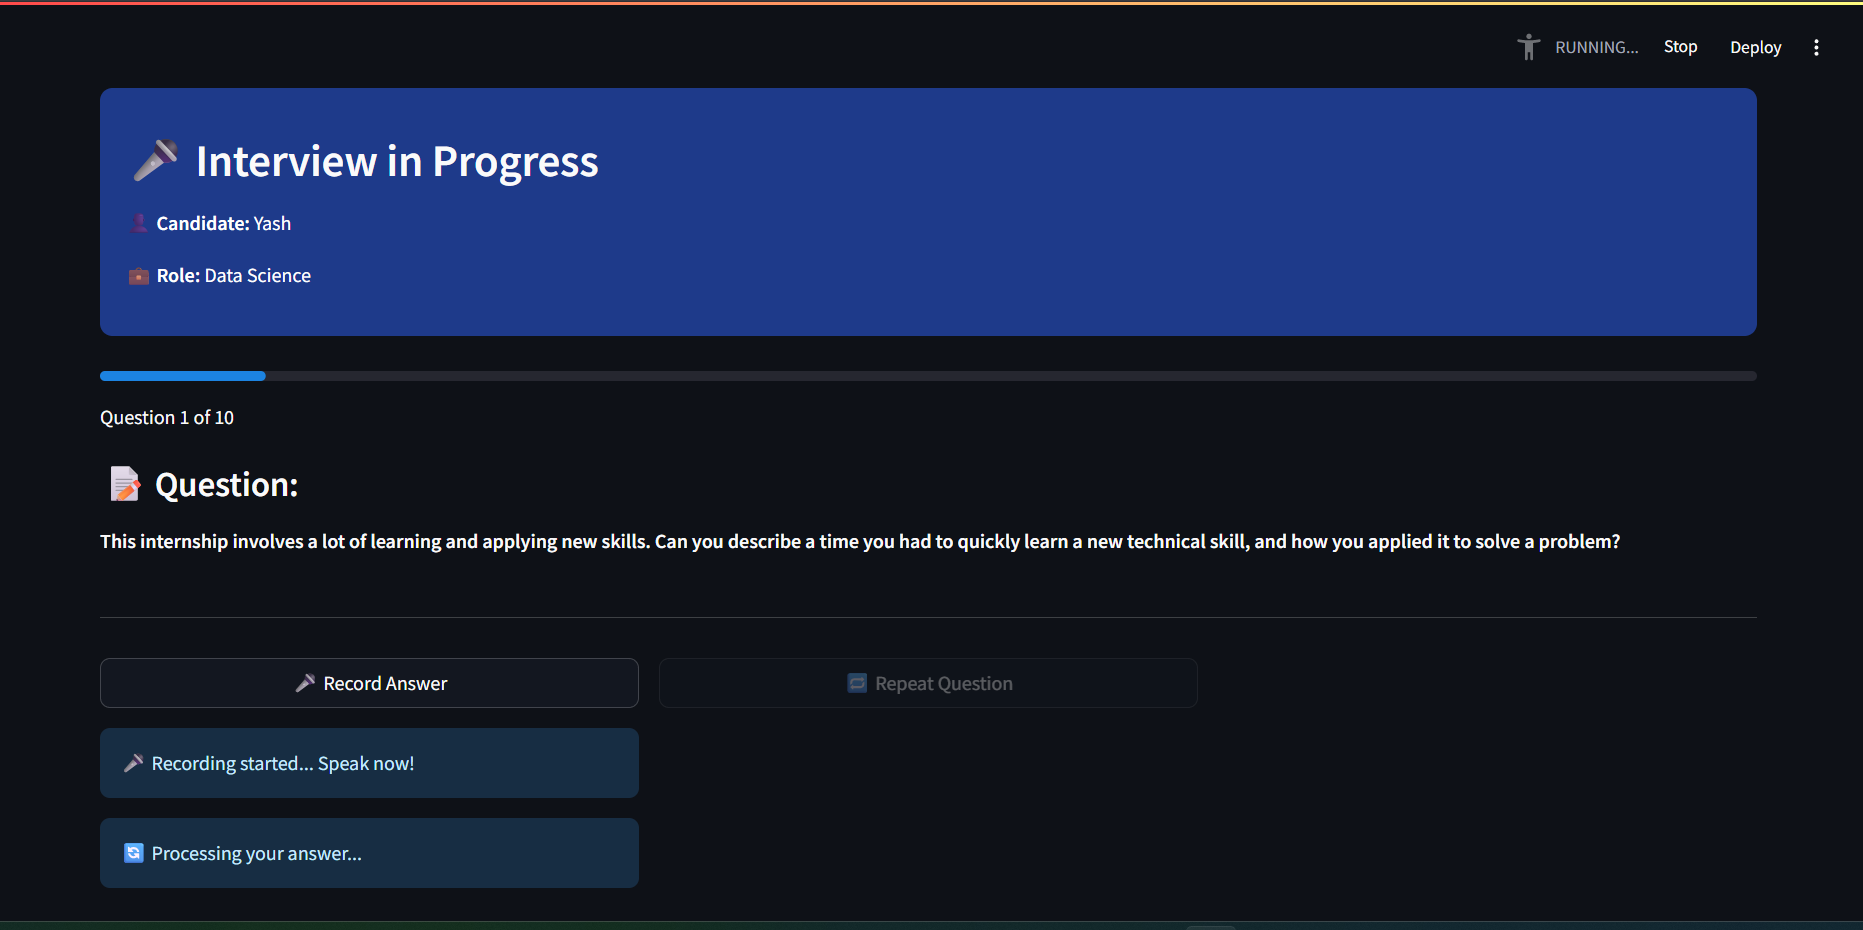 RUNNING...
Stop
Deploy
Interview in Progress
Candidate: Yash
Role: Data Science
Question 1 of 10
Question:
This internship involves a lot of learning and applying new skills. Can you describe a time you had to quickly learn a new technical skill, and how you applied it to solve a problem?
Record Answer
Repeat Question
Recording started... Speak now!
Processing your answer...